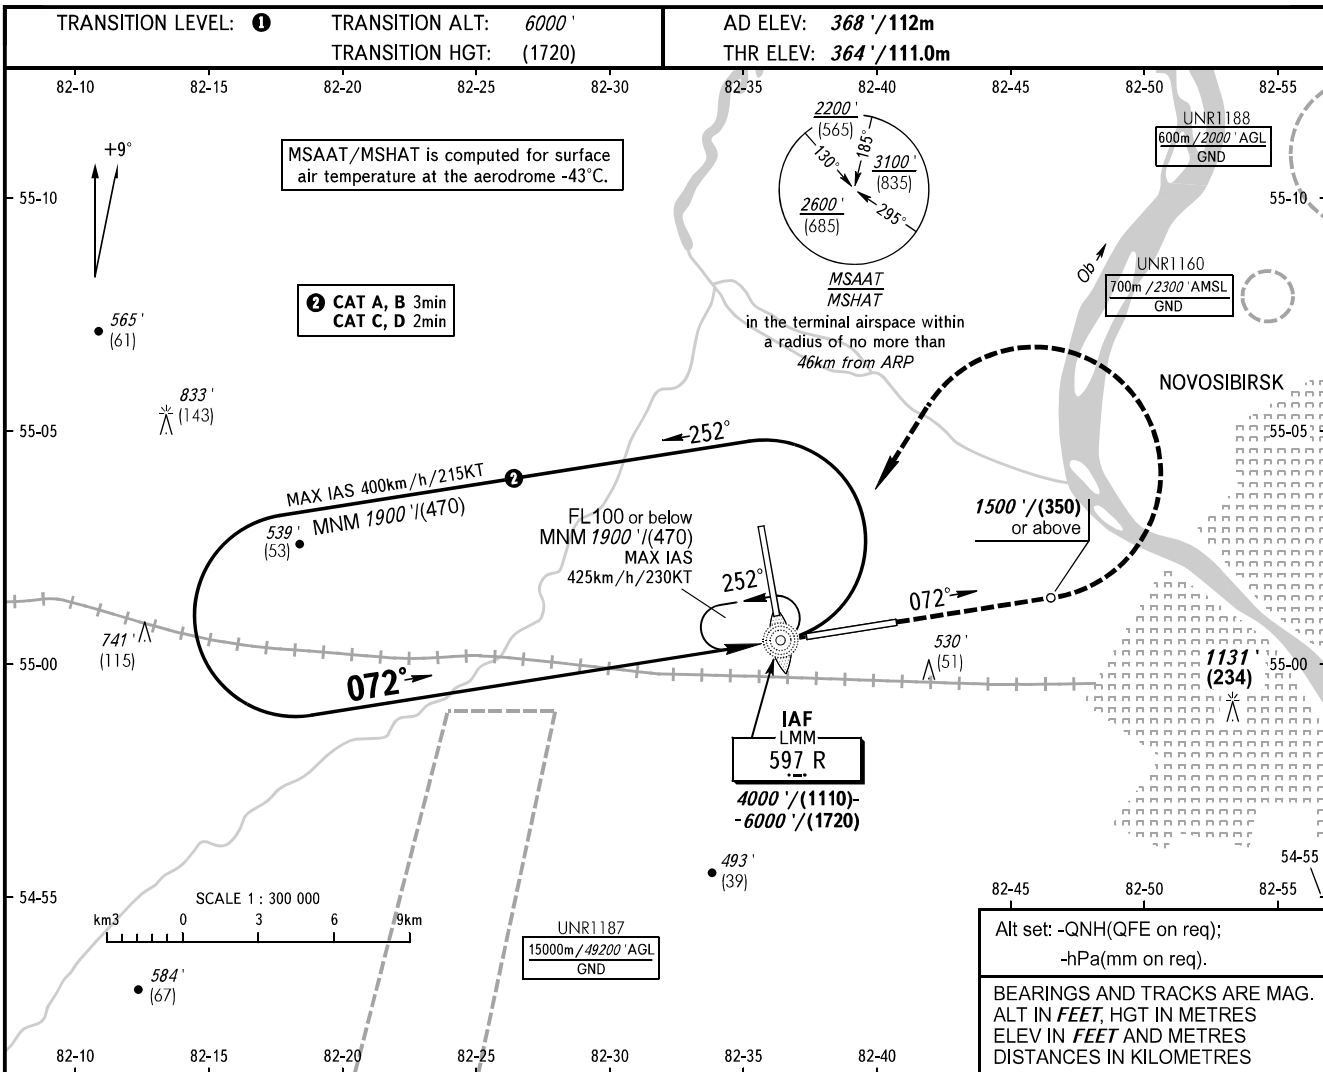 TRANSITION LEVEL: ❶
TRANSITION ALT: 6000 '
TRANSITION HGT: (1720)
AD ELEV: 368 '/112m
THR ELEV: 364 '/111.0m
82-10 82-15 82-20 82-25 82-30 82-35 82-40 82-45 82-50 82-55
+9°
MSAAT/MSHAT is computed for surface
air temperature at the aerodrome -43°C.
2200 '
(565)
185°
130°
3100 '
(835)
2600 '
(685)
295°
MSAAT
MSHAT
in the terminal airspace within
a radius of no more than
46km from ARP
UNR1188
600m/2000 'AGL
GND
55-10
55-10
Ob
UNR1160
700m/2300 'AMSL
GND
❷ CAT A, B 3min
CAT C, D 2min
565 '
(61)
833 '
(143)
NOVOSIBIRSK
55-05
55-05
252°
❷
MAX IAS 400km/h/215KT
MNM 1900 '/(470)
539 '
(53)
FL100 or below
MNM 1900 '/(470)
MAX IAS
425km/h/230KT
252°
1500 '/(350)
or above
072°
741 '
(115)
530 '
(51)
1131 '
(234)
55-00
55-00
072°
IAF
LMM
597 R
4000 '/(1110)-
-6000 '/(1720)
493 '
(39)
54-55
54-55
SCALE 1 : 300 000
km3 0 3 6 9km
584 '
(67)
UNR1187
15000m/49200 'AGL
GND
82-45 82-50 82-55
Alt set: -QNH(QFE on req);
-hPa(mm on req).
BEARINGS AND TRACKS ARE MAG.
ALT IN FEET, HGT IN METRES
ELEV IN FEET AND METRES
DISTANCES IN KILOMETRES
82-10 82-15 82-20 82-25 82-30 82-35 82-40